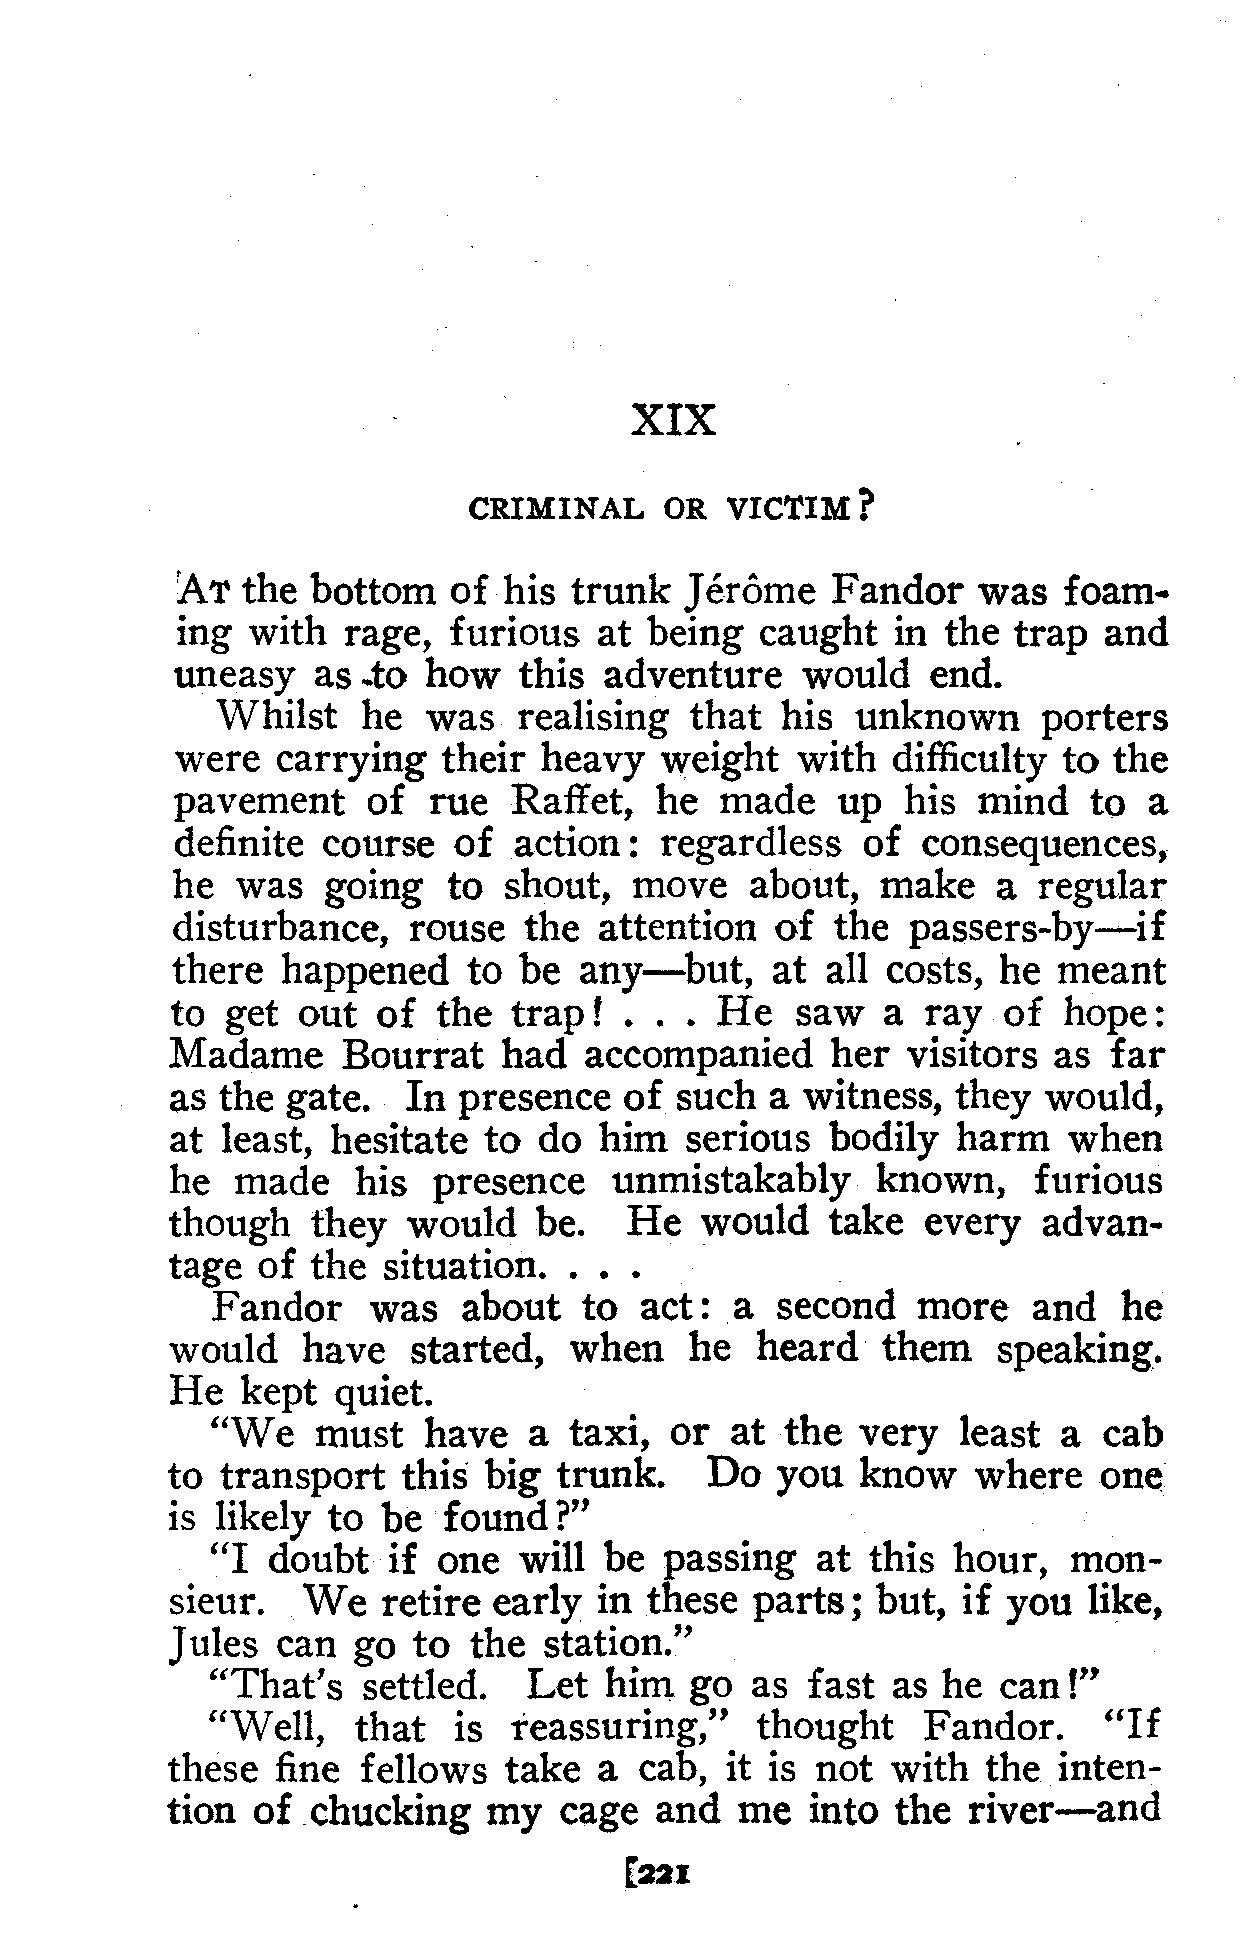 XIX
CRIMINAL OR VICTIM?
AT the bottom of his trunk Jérôme Fandor was foam-
ing with rage, furious at being caught in the trap and
uneasy as to how this adventure would end.
Whilst he was realising that his unknown porters
were carrying their heavy weight with difficulty to the
pavement of rue Raffet, he made up his mind to a
definite course of action: regardless of consequences,
he was going to shout, move about, make a regular
disturbance, rouse the attention of the passers-by—if
there happened to be any—but, at all costs, he meant
to get out of the trap! . . . He saw a ray of hope:
Madame Bourrat had accompanied her visitors as far
as the gate. In presence of such a witness, they would,
at least, hesitate to do him serious bodily harm when
he made his presence unmistakably known, furious
though they would be. He would take every advan-
tage of the situation. . . .
Fandor was about to act: a second more and he
would have started, when he heard them speaking.
He kept quiet.
"We must have a taxi, or at the very least a cab
to transport this big trunk. Do you know where one
is likely to be found?"
"I doubt if one will be passing at this hour, mon-
sieur. We retire early in these parts; but, if you like,
Jules can go to the station."
"That's settled. Let him go as fast as he can!"
"Well, that is reassuring," thought Fandor. "If
these fine fellows take a cab, it is not with the inten-
tion of chucking my cage and me into the river—and
[221